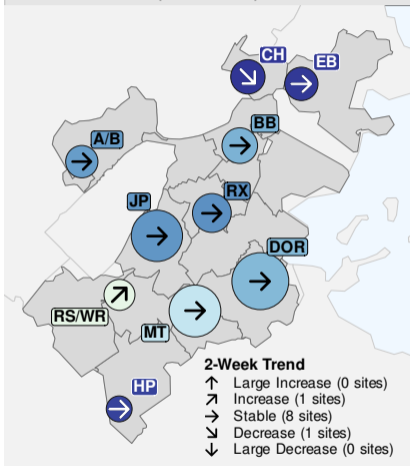 CH
EB
BB
A/B
RX
JP
DOR
RS/WR
MT
HP
2-Week Trend
↑ Large Increase (0 sites)
↗ Increase (1 sites)
→ Stable (8 sites)
↘ Decrease (1 sites)
↓ Large Decrease (0 sites)